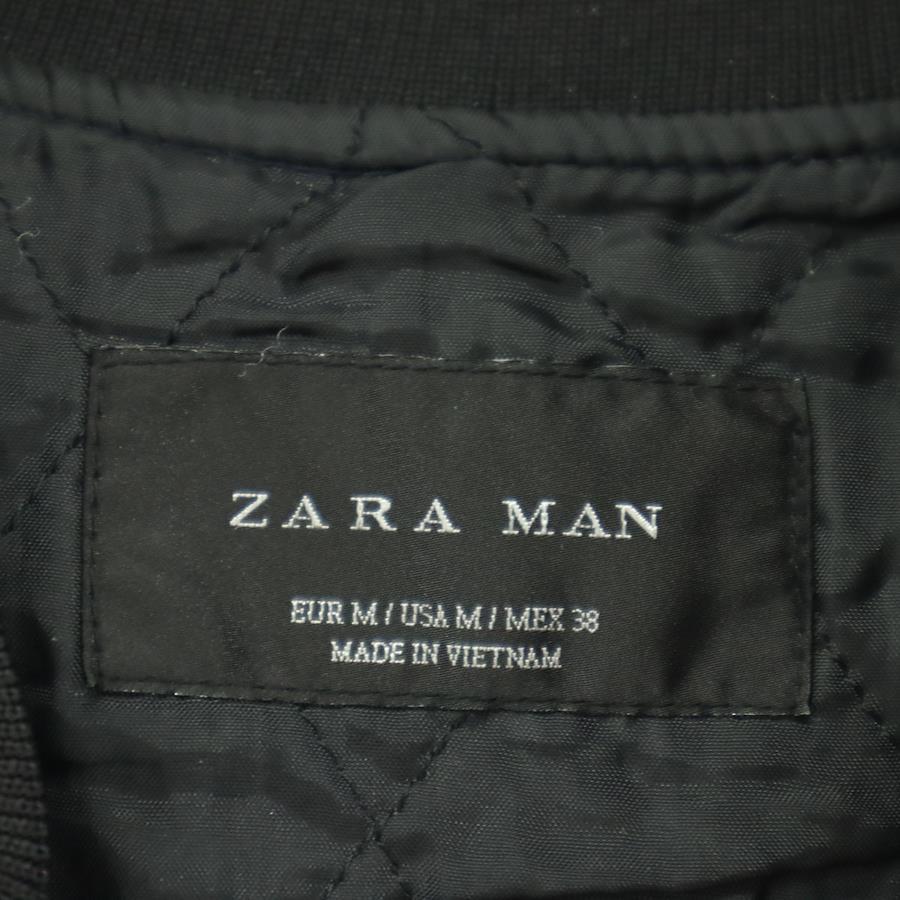 ZARA MAN
EUR M / USA M / MEX 38
MADE IN VIETNAM